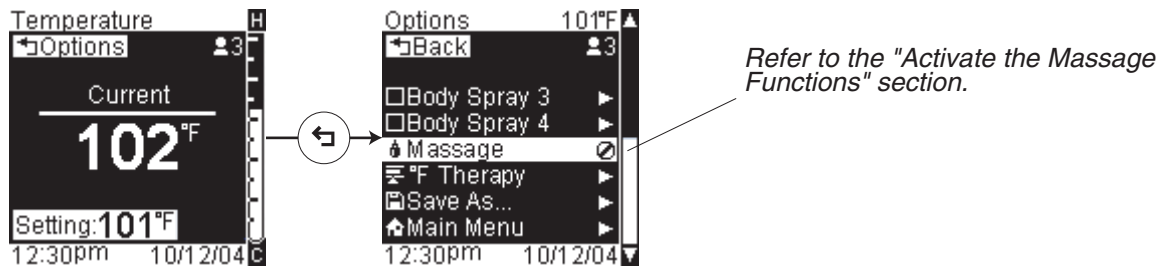 Temperature
H
Options
3
Current
102°F
Setting:101°F
12:30pm 10/12/04
C
Options 101°F
Back
3
Body Spray 3
Body Spray 4
Massage
°F Therapy
Save As...
Main Menu
12:30pm 10/12/04
Refer to the "Activate the Massage
Functions" section.